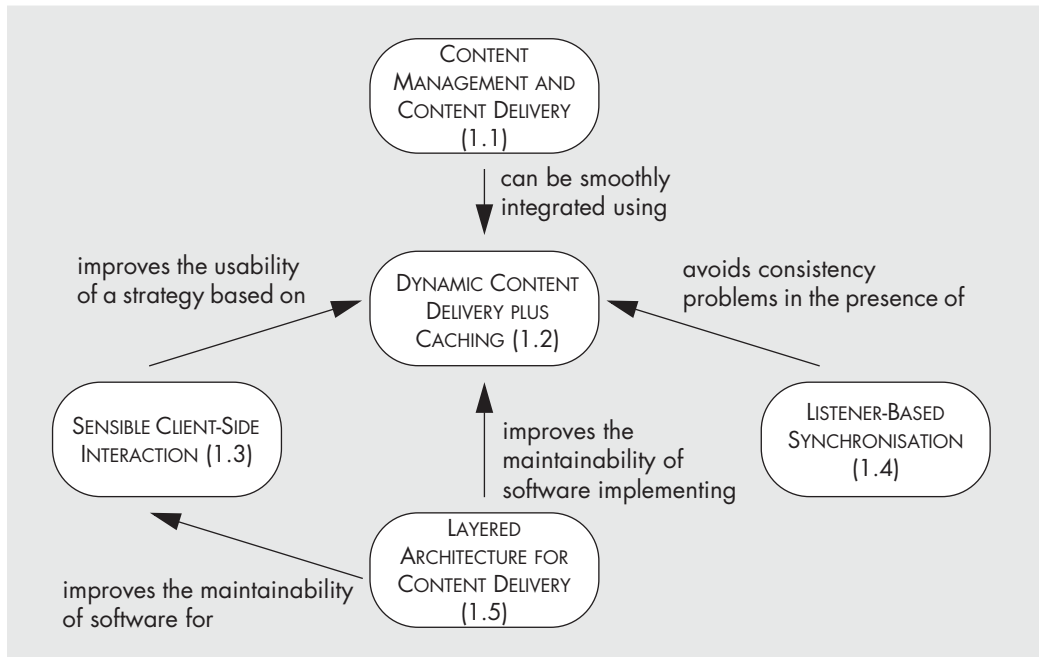 CONTENT
MANAGEMENT AND
CONTENT DELIVERY
(1.1)
can be smoothly
integrated using
improves the usability
of a strategy based on
DYNAMIC CONTENT
DELIVERY PLUS
CACHING (1.2)
avoids consistency
problems in the presence of
SENSIBLE CLIENT-SIDE
INTERACTION (1.3)
improves the
maintainability of
software implementing
LISTENER-BASED
SYNCHRONISATION
(1.4)
improves the maintainability
of software for
LAYERED
ARCHITECTURE FOR
CONTENT DELIVERY
(1.5)